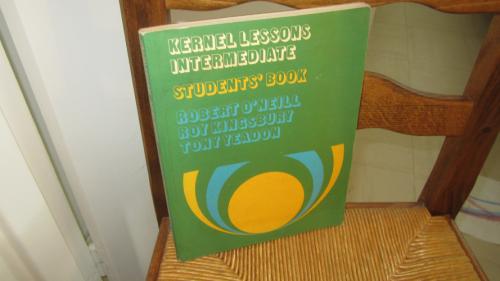 KERNEL LESSONS
INTERMEDIATE
STUDENTS' BOOK
ROBERT O'NEILL
ROY KINGSBURY
TONY YEADON